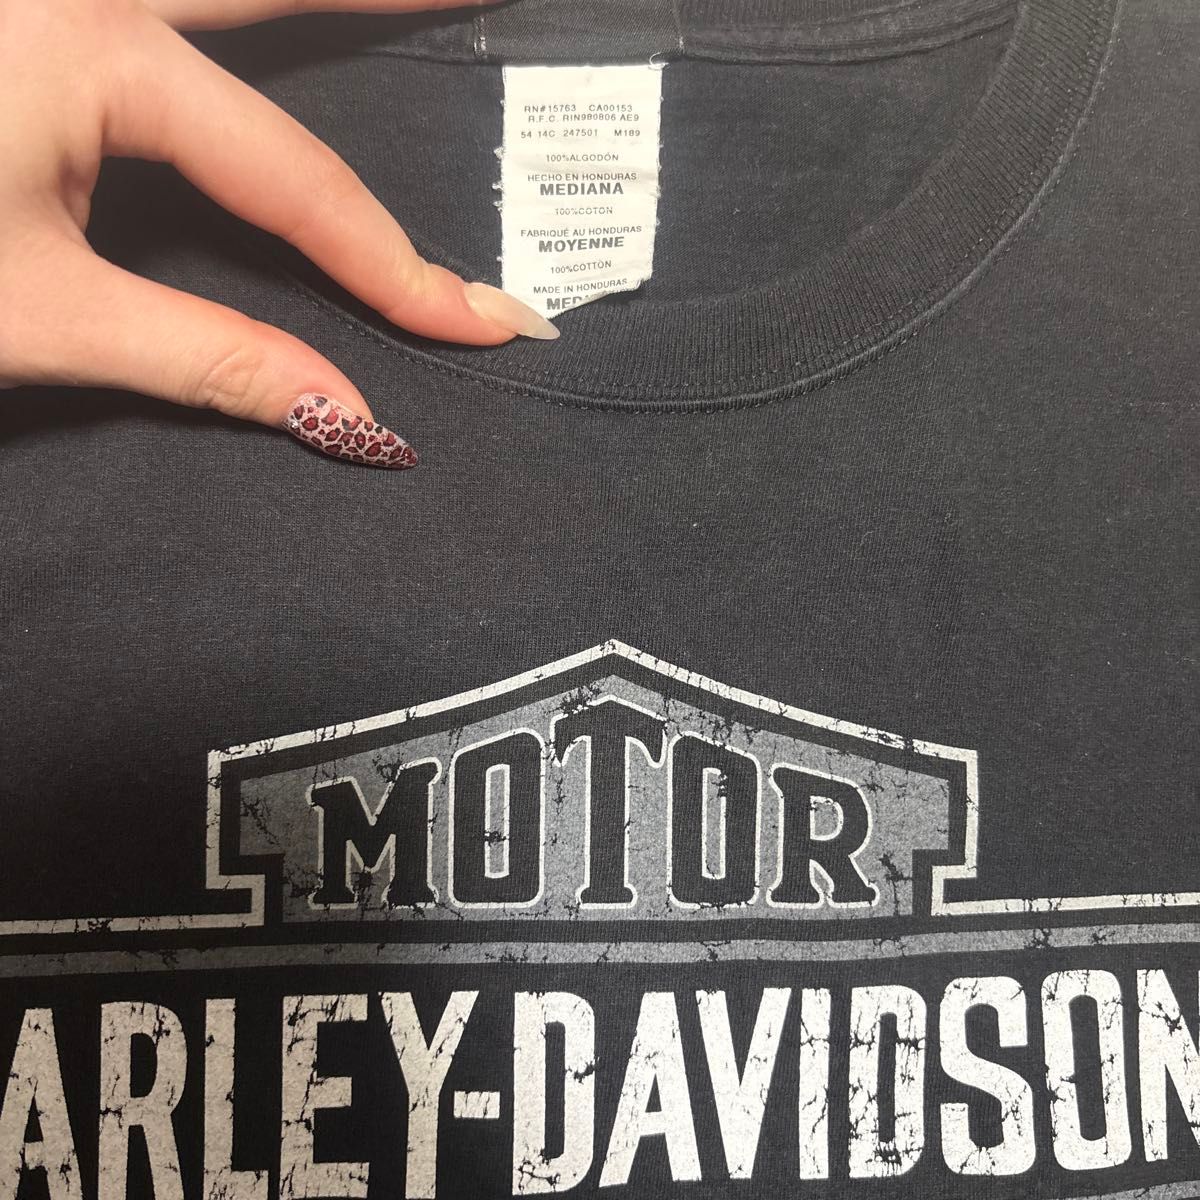 RN#15763 CA00153
R.F.C. RIN980806 AE9
54 14C 247501 M189
100%ALGODÓN
HECHO EN HONDURAS
MEDIANA
100%COTON
FABRIQUÉ AU HONDURAS
MOYENNE
100%COTTON
MADE IN HONDURAS
MOTOR
ARLEY-DAVIDSON